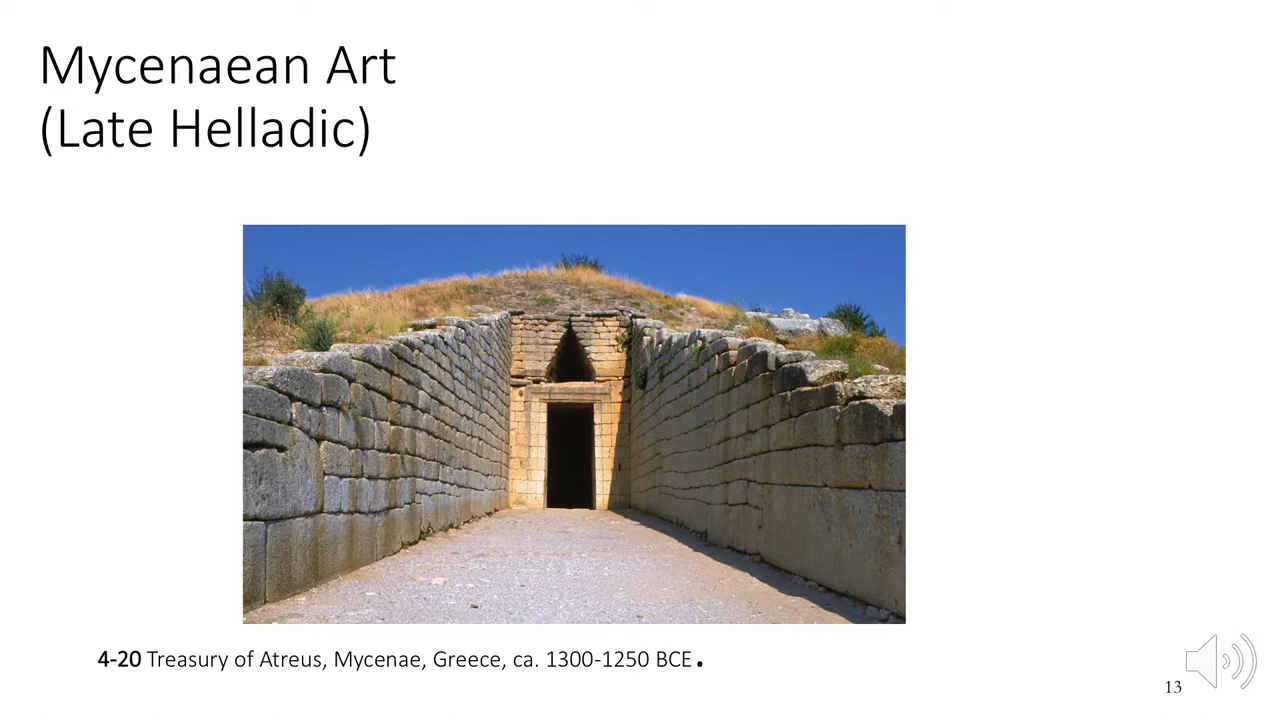 Mycenaean Art
(Late Helladic)
4-20 Treasury of Atreus, Mycenae, Greece, ca. 1300-1250 BCE.
13